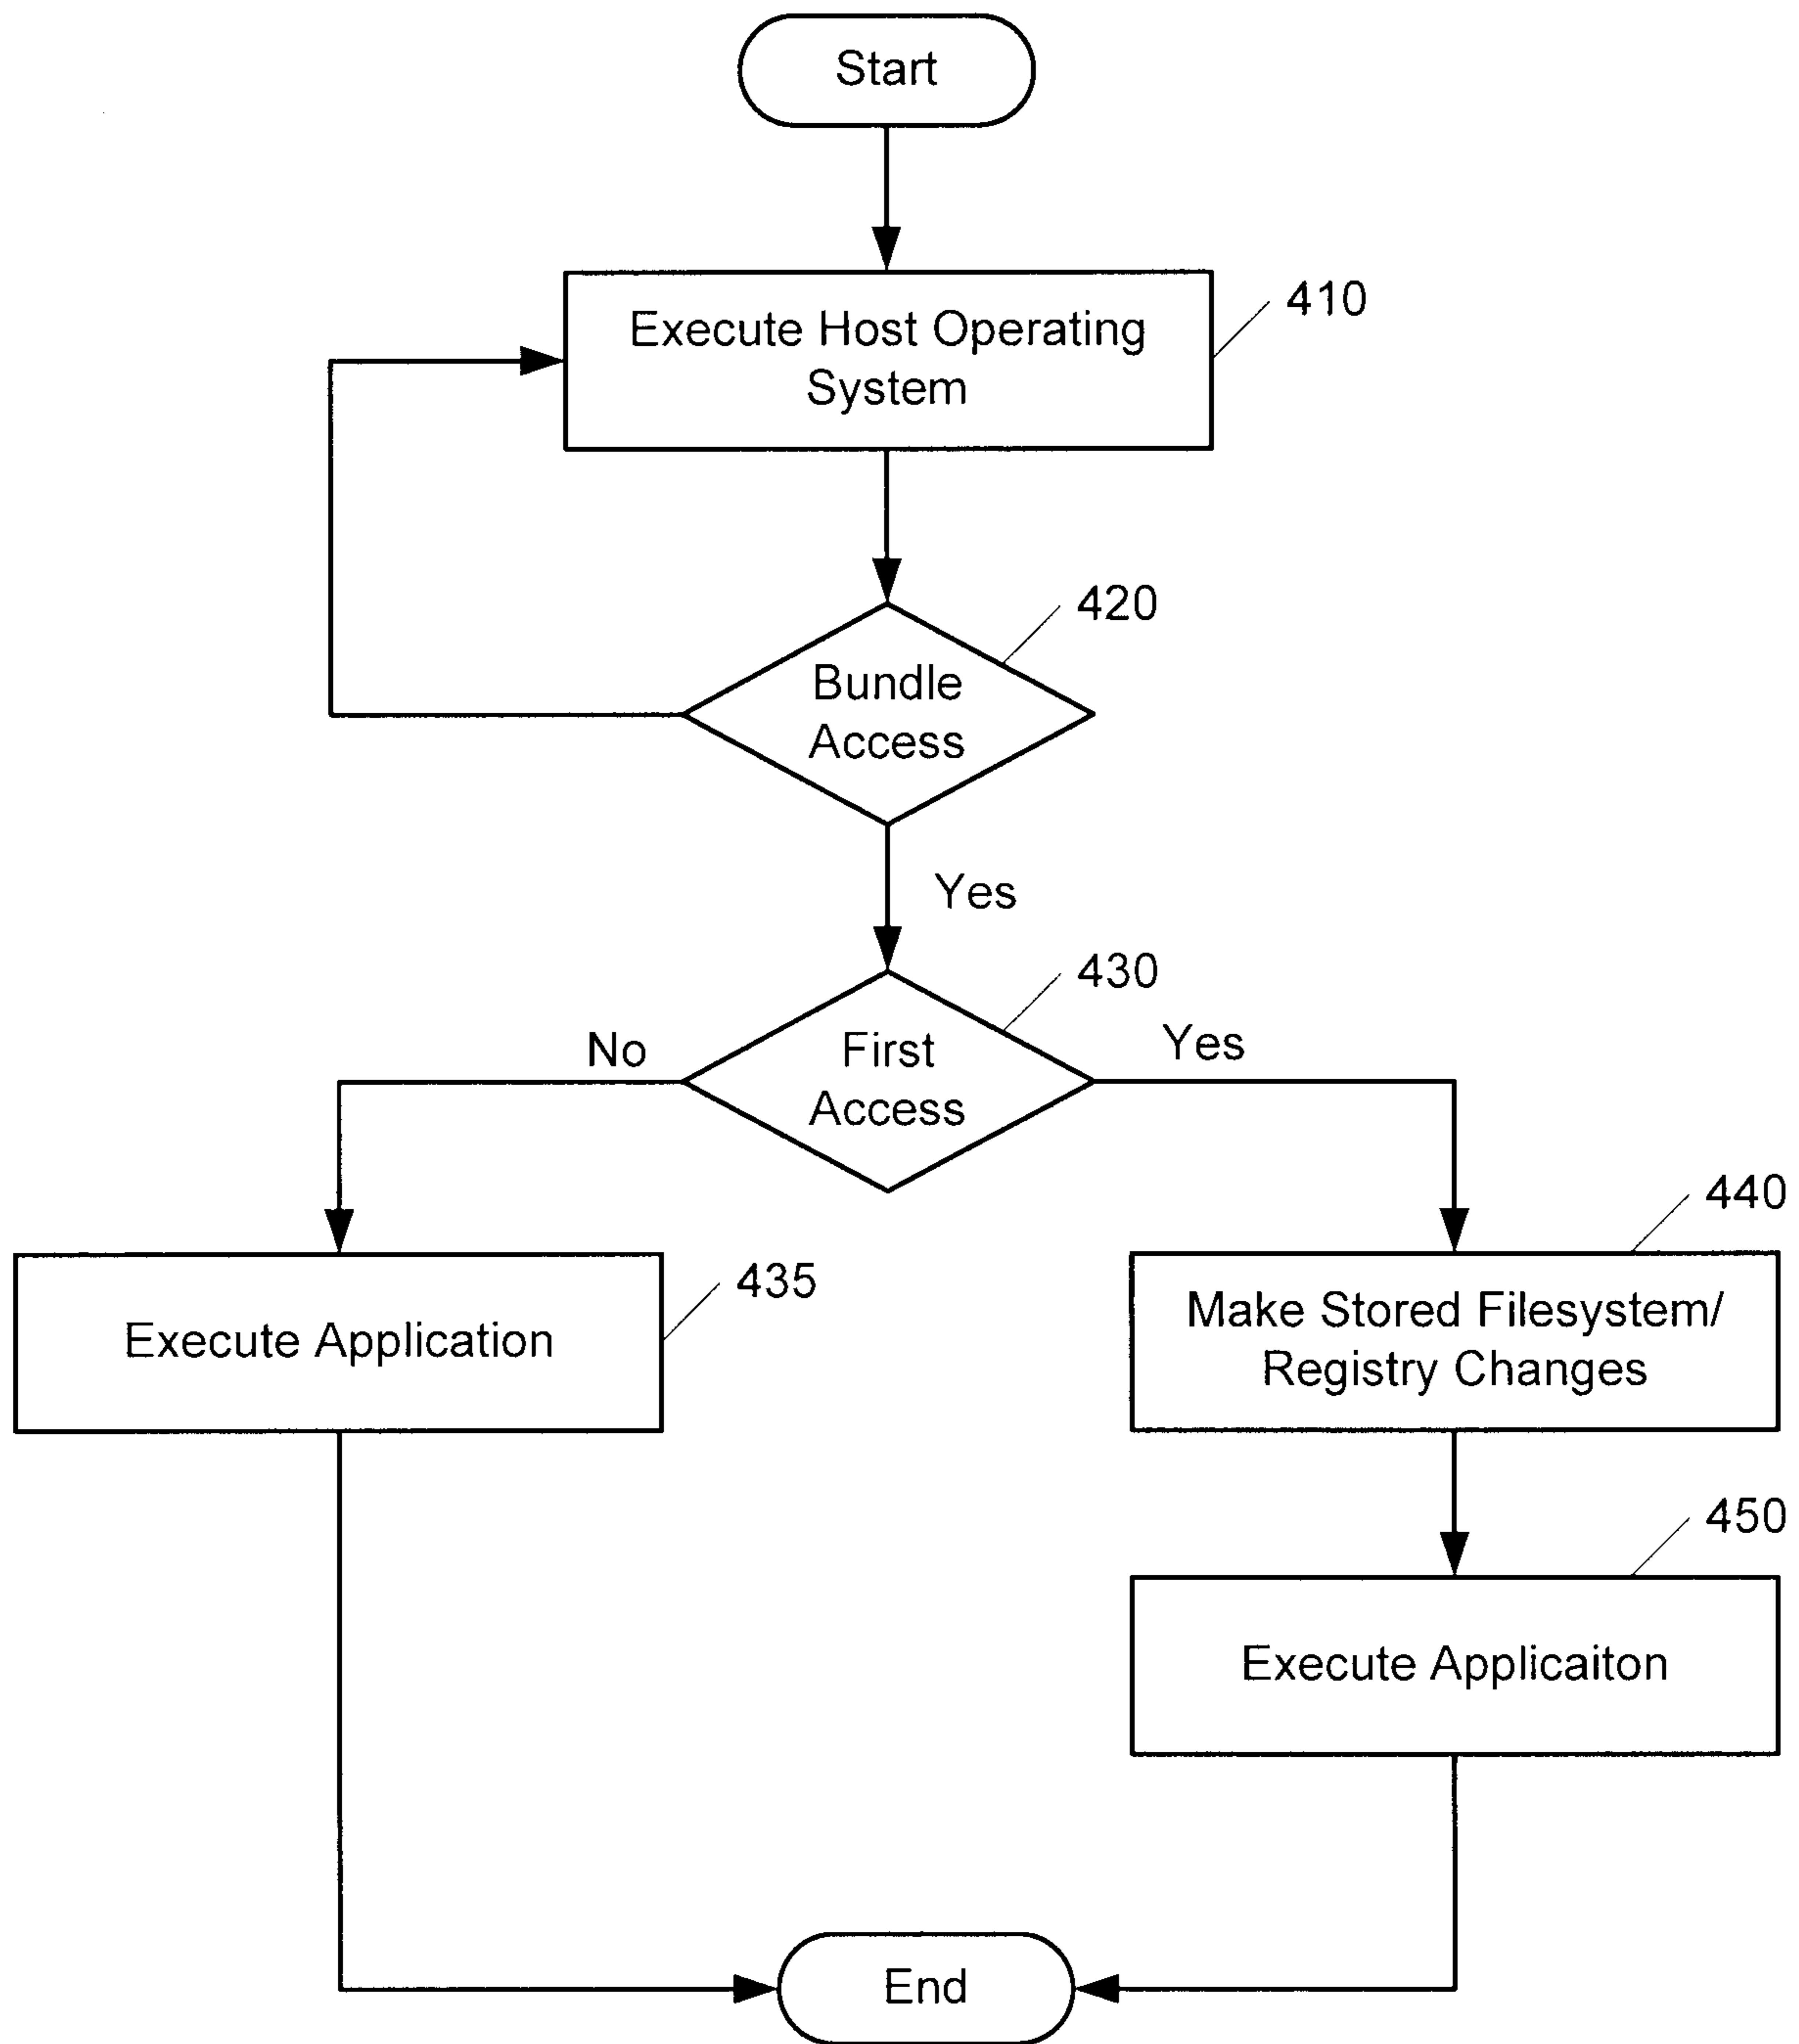 Start
Execute Host Operating
System
410
Bundle
Access
420
Yes
First
Access
430
No
Yes
Execute Application
435
Make Stored Filesystem/
Registry Changes
440
Execute Applicaiton
450
End